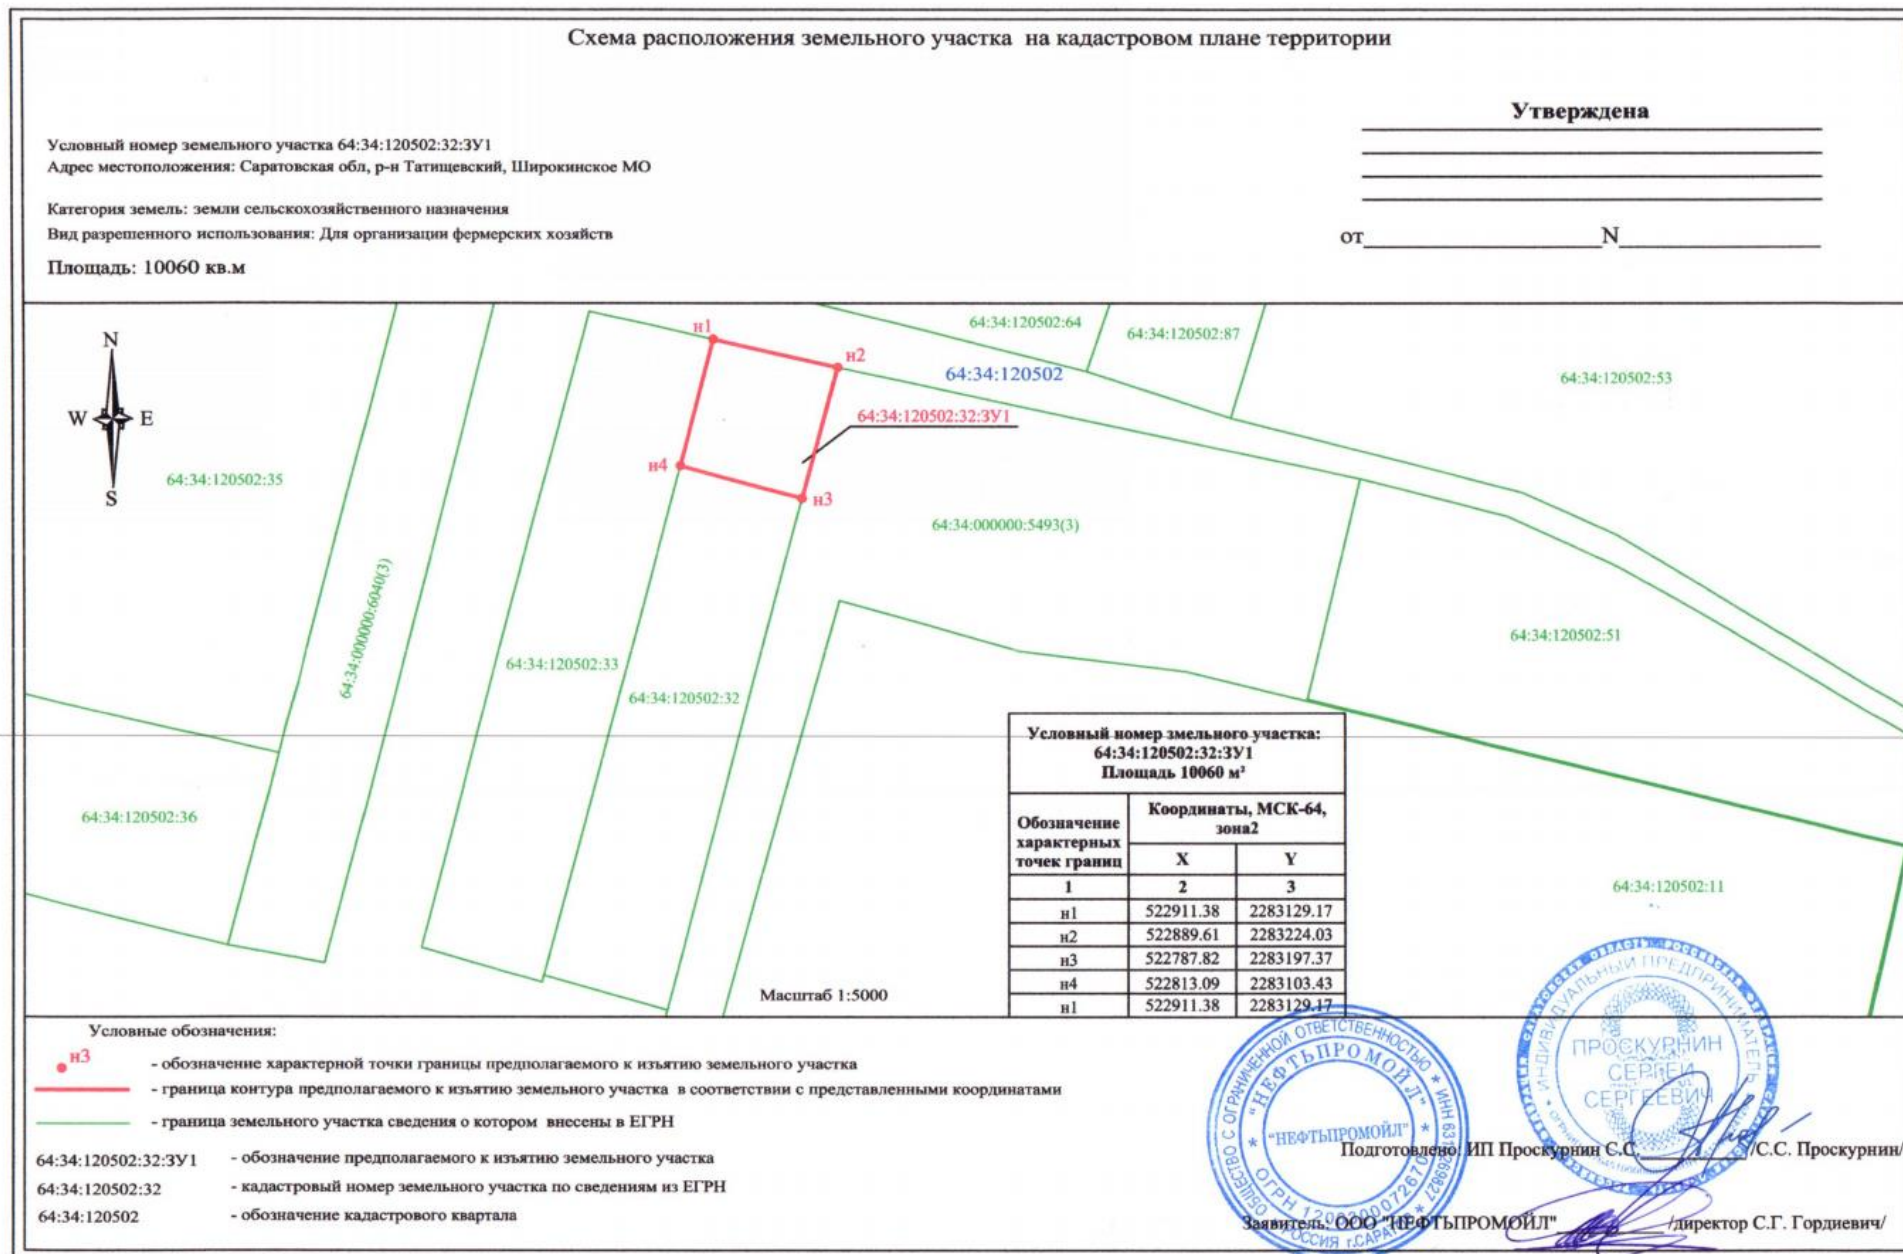 Схема расположения земельного участка на кадастровом плане территории
Утверждена
Условный номер земельного участка 64:34:120502:32:ЗУ1
Адрес местоположения: Саратовская обл, р-н Татищевский, Широкинское МО
Категория земель: земли сельскохозяйственного назначения
Вид разрешенного использования: Для организации фермерских хозяйств
от N
Площадь: 10060 кв.м
N
W E
S
н1
н2
н4
н3
64:34:120502:64
64:34:120502:87
64:34:120502
64:34:120502:53
64:34:120502:32:ЗУ1
64:34:120502:35
64:34:000000:5493(3)
64:34:000000:6040(3)
64:34:120502:33
64:34:120502:32
64:34:120502:51
64:34:120502:36
64:34:120502:11
Условный номер змельного участка:
64:34:120502:32:ЗУ1
Площадь 10060 м²
Обозначение характерных точек границ
Координаты, МСК-64, зона2
X Y
1 2 3
н1 522911.38 2283129.17
н2 522889.61 2283224.03
н3 522787.82 2283197.37
н4 522813.09 2283103.43
н1 522911.38 2283129.17
Масштаб 1:5000
Условные обозначения:
н3 - обозначение характерной точки границы предполагаемого к изъятию земельного участка
- граница контура предполагаемого к изъятию земельного участка в соответствии с представленными координатами
- граница земельного участка сведения о котором внесены в ЕГРН
64:34:120502:32:ЗУ1 - обозначение предполагаемого к изъятию земельного участка
64:34:120502:32 - кадастровый номер земельного участка по сведениям из ЕГРН
64:34:120502 - обозначение кадастрового квартала
ОБЩЕСТВО С ОГРАНИЧЕННОЙ ОТВЕТСТВЕННОСТЬЮ
"НЕФТЬПРОМОЙЛ"
"НЕФТЬПРОМОЙЛ"
РОССИЯ г.САРАТОВ
ИНДИВИДУАЛЬНЫЙ ПРЕДПРИНИМАТЕЛЬ
ПРОСКУРНИН
СЕРГЕЙ
СЕРГЕЕВИЧ
Подготовлено: ИП Проскурнин С.С. /С.С. Проскурнин/
Заявитель: ООО "НЕФТЬПРОМОЙЛ" /директор С.Г. Гордиевич/